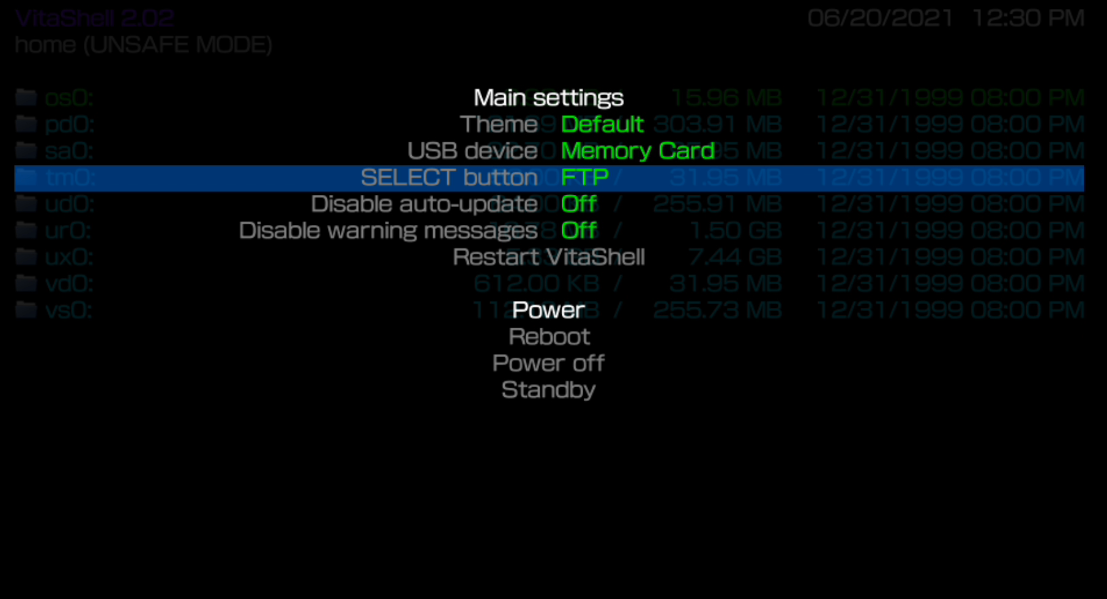 VitaShell 2.02 06/20/2021 12:30 PM
home (UNSAFE MODE)
Main settings
os0: 15.96 MB 12/31/1999 08:00 PM
Theme Default
pd0: 303.91 MB 12/31/1999 08:00 PM
USB device Memory Card
sa0: MB 12/31/1999 08:00 PM
SELECT button FTP
tm0: / 31.95 MB 12/31/1999 08:00 PM
Disable auto-update Off
ud0: / 255.91 MB 12/31/1999 08:00 PM
Disable warning messages Off
ur0: / 1.50 GB 12/31/1999 08:00 PM
Restart VitaShell
ux0: 7.44 GB 12/31/1999 08:00 PM
vd0: 612.00 KB / 31.95 MB 12/31/1999 08:00 PM
Power
vs0: / 255.73 MB 12/31/1999 08:00 PM
Reboot
Power off
Standby